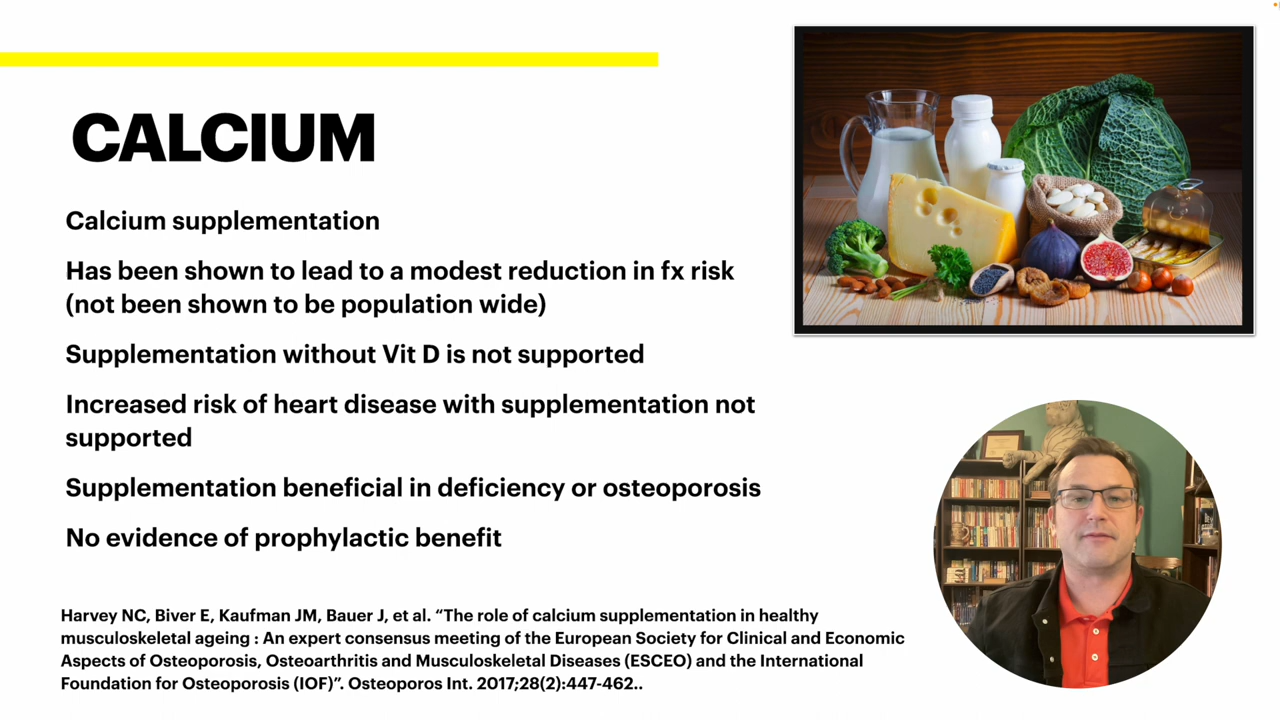 CALCIUM
Calcium supplementation
Has been shown to lead to a modest reduction in fx risk
(not been shown to be population wide)
Supplementation without Vit D is not supported
Increased risk of heart disease with supplementation not
supported
Supplementation beneficial in deficiency or osteoporosis
No evidence of prophylactic benefit
Harvey NC, Biver E, Kaufman JM, Bauer J, et al. “The role of calcium supplementation in healthy
musculoskeletal ageing : An expert consensus meeting of the European Society for Clinical and Economic
Aspects of Osteoporosis, Osteoarthritis and Musculoskeletal Diseases (ESCEO) and the International
Foundation for Osteoporosis (IOF)”. Osteoporos Int. 2017;28(2):447-462..